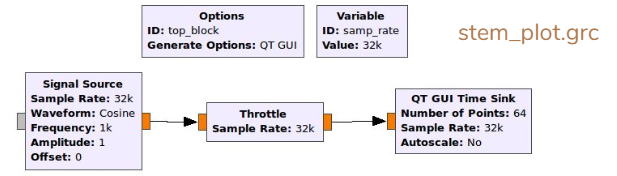 Options
ID: top_block
Generate Options: QT GUI
Variable
ID: samp_rate
Value: 32k
stem_plot.grc
Signal Source
Sample Rate: 32k
Waveform: Cosine
Frequency: 1k
Amplitude: 1
Offset: 0
Throttle
Sample Rate: 32k
QT GUI Time Sink
Number of Points: 64
Sample Rate: 32k
Autoscale: No